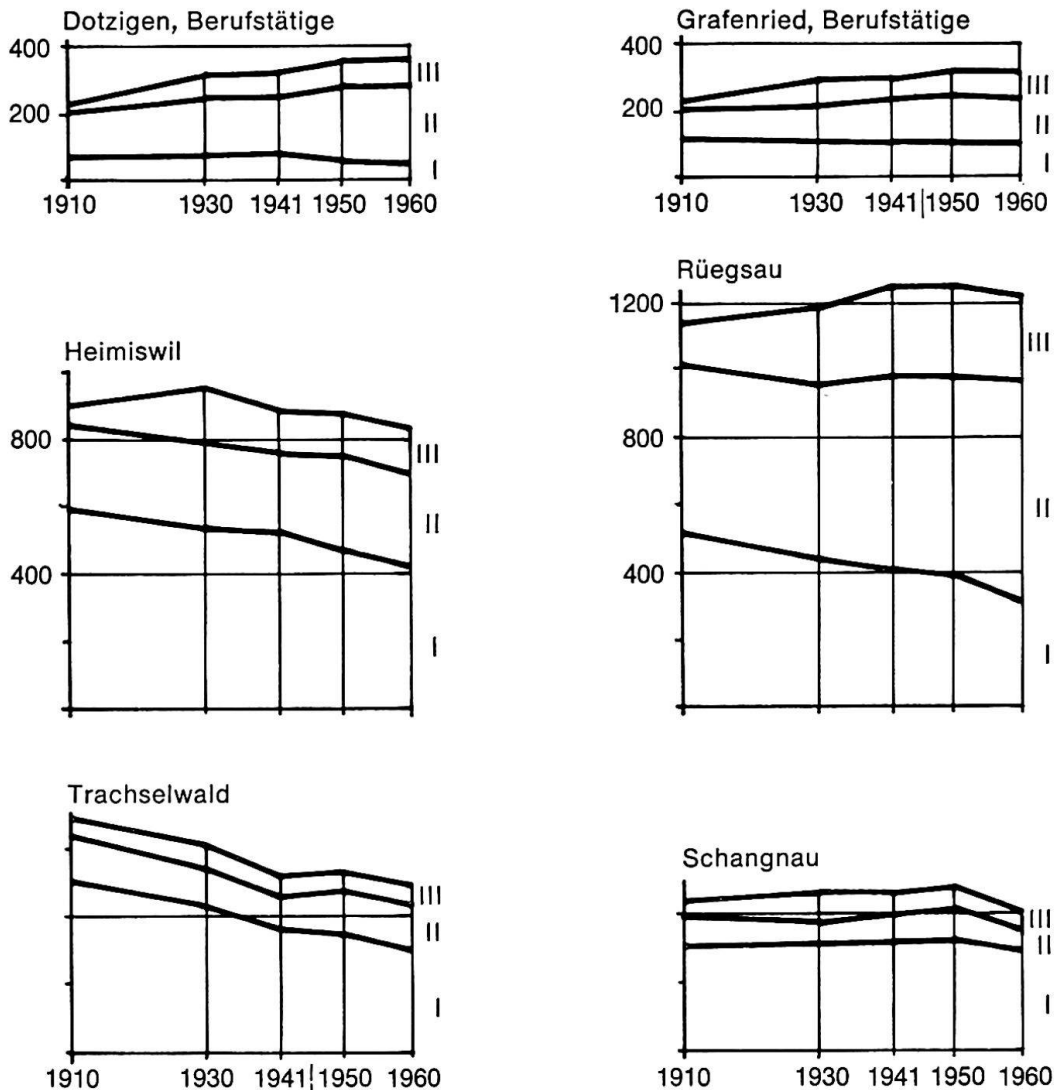 Dotzigen, Berufstätige
400
200
III
II
I
1910 1930 1941 1950 1960
Grafenried, Berufstätige
400
200
III
II
I
1910 1930 1941 1950 1960
Heimiswil
800
400
III
II
I
Rüegsau
1200
800
400
III
II
I
Trachselwald
III
II
I
1910 1930 1941 1950 1960
Schangnau
III
II
I
1910 1930 1941 1950 1960